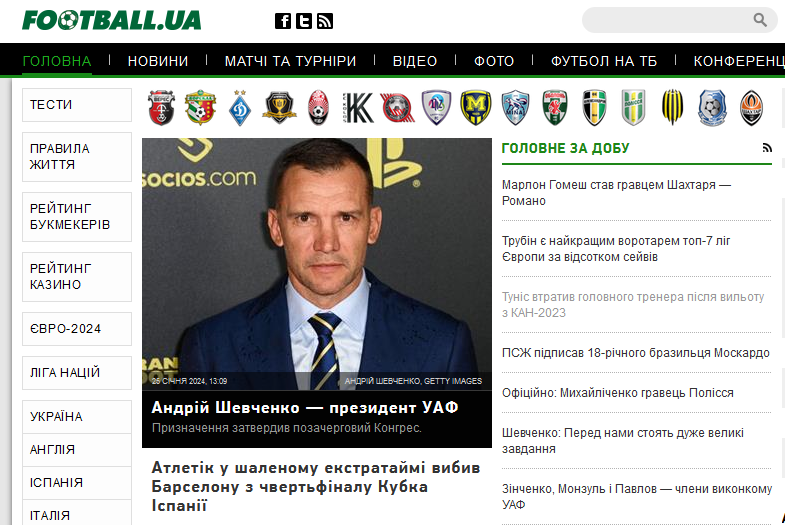 FOOTBALL.UA
ГОЛОВНА
НОВИНИ
МАТЧІ ТА ТУРНІРИ
ВІДЕО
ФОТО
ФУТБОЛ НА ТБ
КОНФЕРЕНЦ
ТЕСТИ
ПРАВИЛА
ЖИТТЯ
РЕЙТИНГ
БУКМЕКЕРІВ
РЕЙТИНГ
КАЗИНО
ЄВРО-2024
ЛІГА НАЦІЙ
УКРАЇНА
АНГЛІЯ
ІСПАНІЯ
ІТАЛІЯ
SOCIOS.com
25 СІЧНЯ 2024, 13:09
АНДРІЙ ШЕВЧЕНКО, GETTY IMAGES
Андрій Шевченко — президент УАФ
Призначення затвердив позачерговий Конгрес.
Атлетік у шаленому екстратаймі вибив
Барселону з чвертьфіналу Кубка
Іспанії
ГОЛОВНЕ ЗА ДОБУ
Марлон Гомеш став гравцем Шахтаря —
Романо
Трубін є найкращим воротарем топ-7 ліг
Європи за відсотком сейвів
Туніс втратив головного тренера після вильоту
з КАН-2023
ПСЖ підписав 18-річного бразильця Москардо
Офіційно: Михайліченко гравець Полісся
Шевченко: Перед нами стоять дуже великі
завдання
Зінченко, Монзуль і Павлов — члени виконкому
УАФ